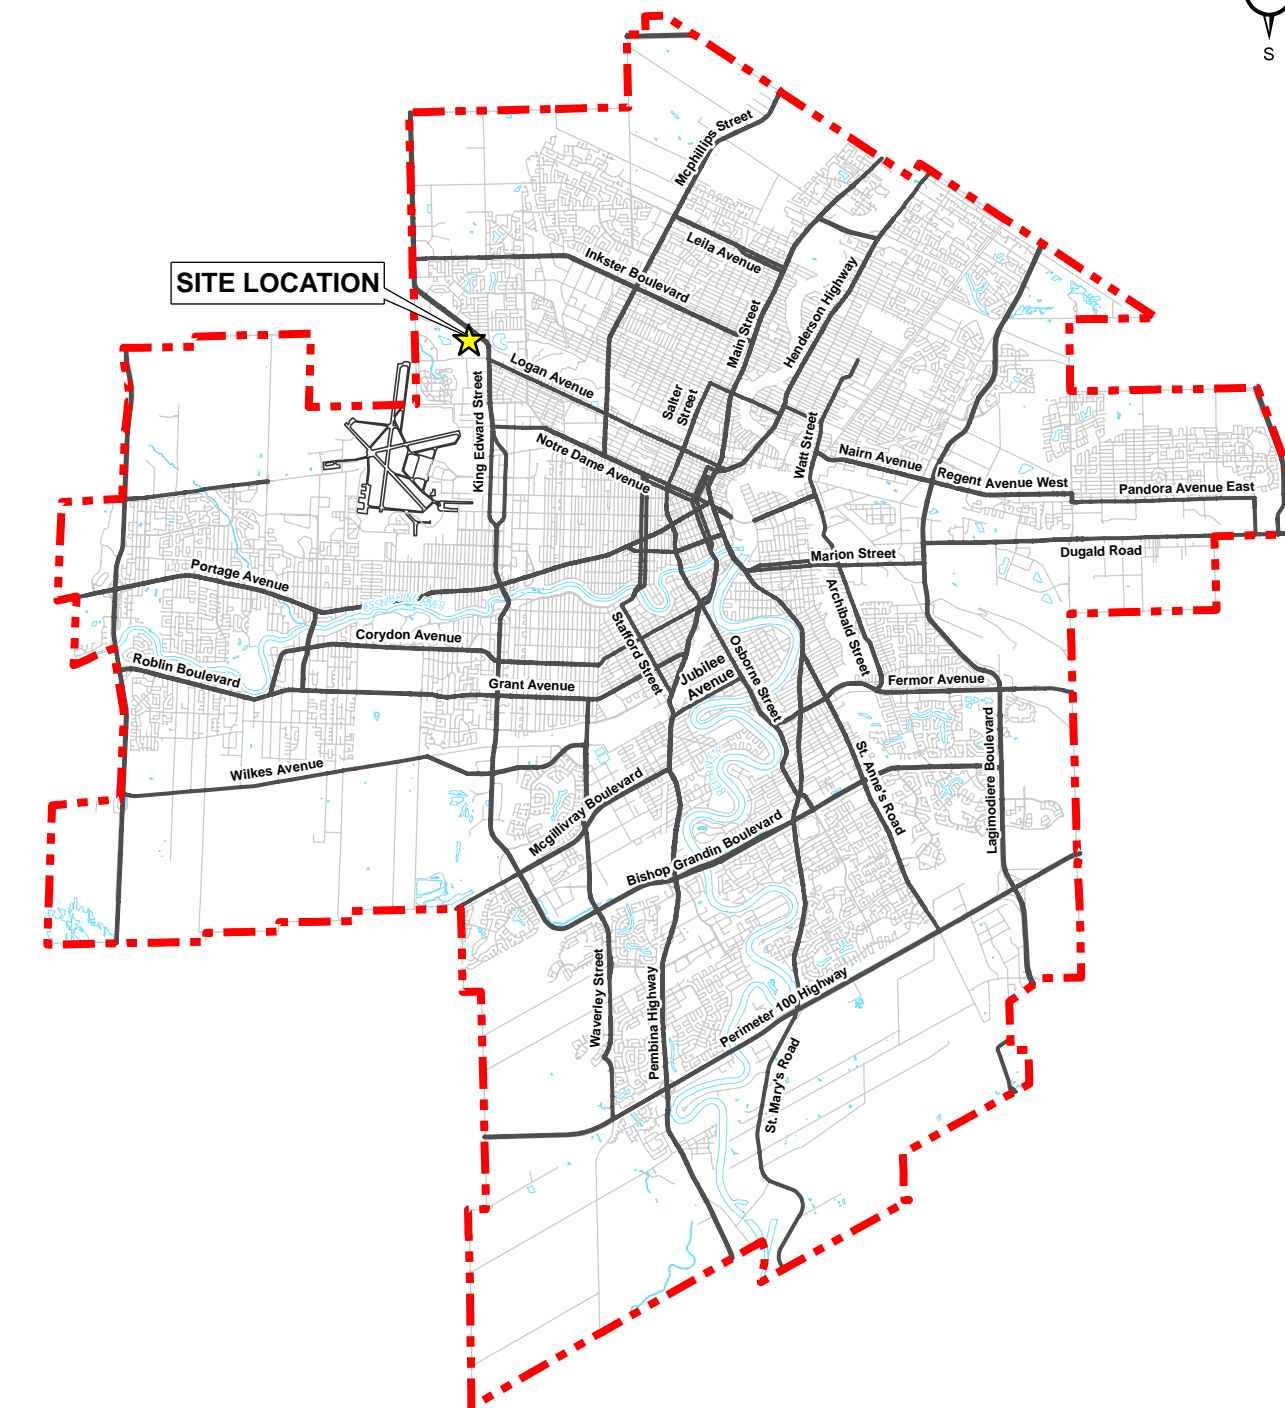 S
Mcphillips Street
Leila Avenue
Inkster Boulevard
SITE LOCATION
Main Street
Henderson Highway
Logan Avenue
King Edward Street
Salter
Street
Notre Dame Avenue
Watt Street
Nairn Avenue
Regent Avenue West
Pandora Avenue East
Marion Street
Dugald Road
Portage Avenue
ASSINIBOINE RIVER
Archibald Street
Corydon Avenue
Stafford Street
Osborne Street
Roblin Boulevard
Jubilee
Avenue
Grant Avenue
Fermor Avenue
Wilkes Avenue
RED RIVER
St. Anne's Road
Lagimodiere Boulevard
Mcgillivray Boulevard
Bishop Grandin Boulevard
Waverley Street
Pembina Highway
Perimeter 100 Highway
St. Mary's Road